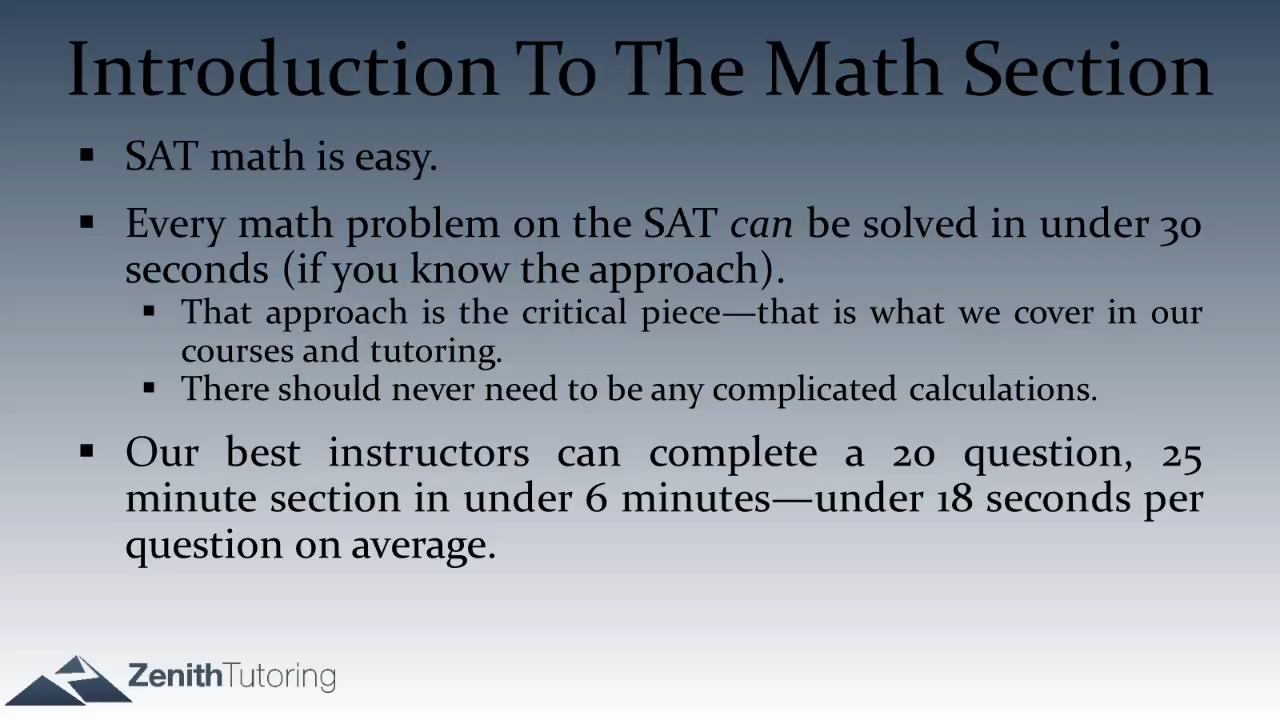 Introduction To The Math Section
▪ SAT math is easy.
▪ Every math problem on the SAT can be solved in under 30
seconds (if you know the approach).
▪ That approach is the critical piece—that is what we cover in our
courses and tutoring.
▪ There should never need to be any complicated calculations.
▪ Our best instructors can complete a 20 question, 25
minute section in under 6 minutes—under 18 seconds per
question on average.
ZenithTutoring